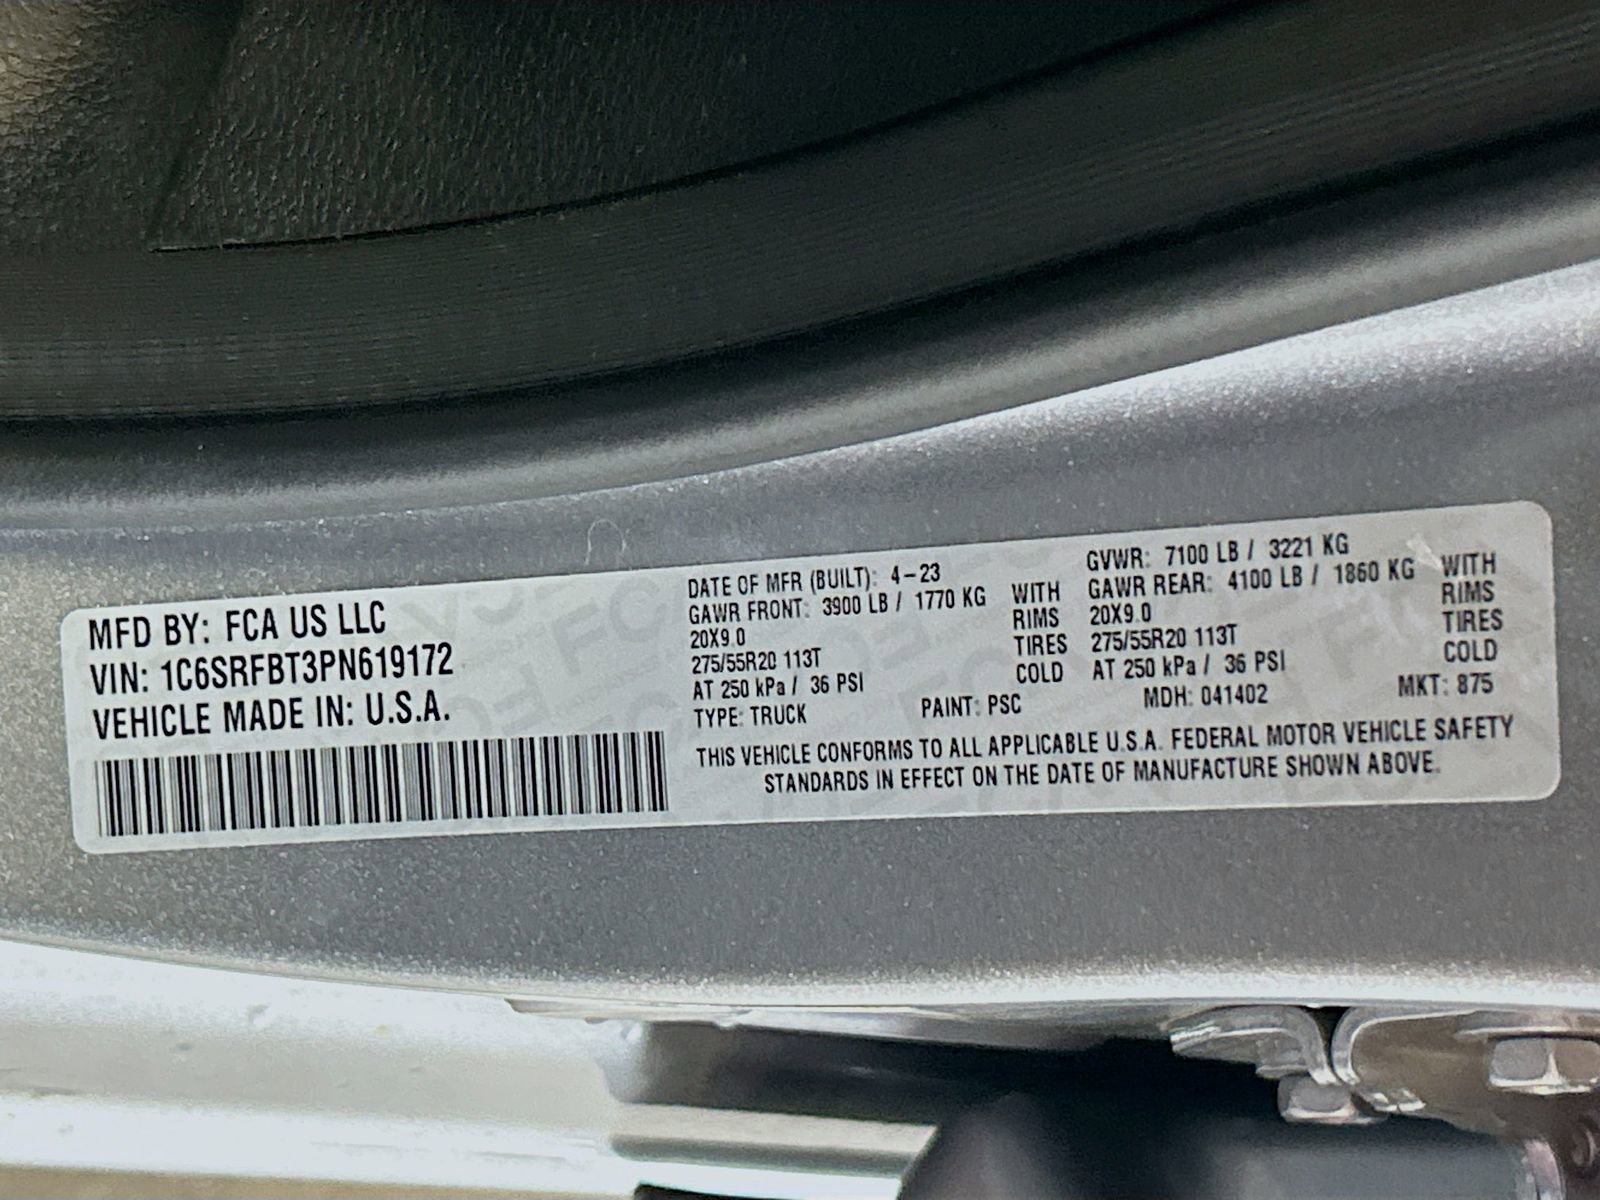 MFD BY: FCA US LLC
VIN: 1C6SRFBT3PN619172
VEHICLE MADE IN: U.S.A.
DATE OF MFR (BUILT): 4-23
GAWR FRONT: 3900 LB / 1770 KG WITH
20X9.0 RIMS
275/55R20 113T TIRES
AT 250 kPa / 36 PSI COLD
GVWR: 7100 LB / 3221 KG
GAWR REAR: 4100 LB / 1860 KG WITH
20X9.0 RIMS
275/55R20 113T TIRES
AT 250 kPa / 36 PSI COLD
TYPE: TRUCK PAINT: PSC MDH: 041402 MKT: 875
THIS VEHICLE CONFORMS TO ALL APPLICABLE U.S.A. FEDERAL MOTOR VEHICLE SAFETY
STANDARDS IN EFFECT ON THE DATE OF MANUFACTURE SHOWN ABOVE.